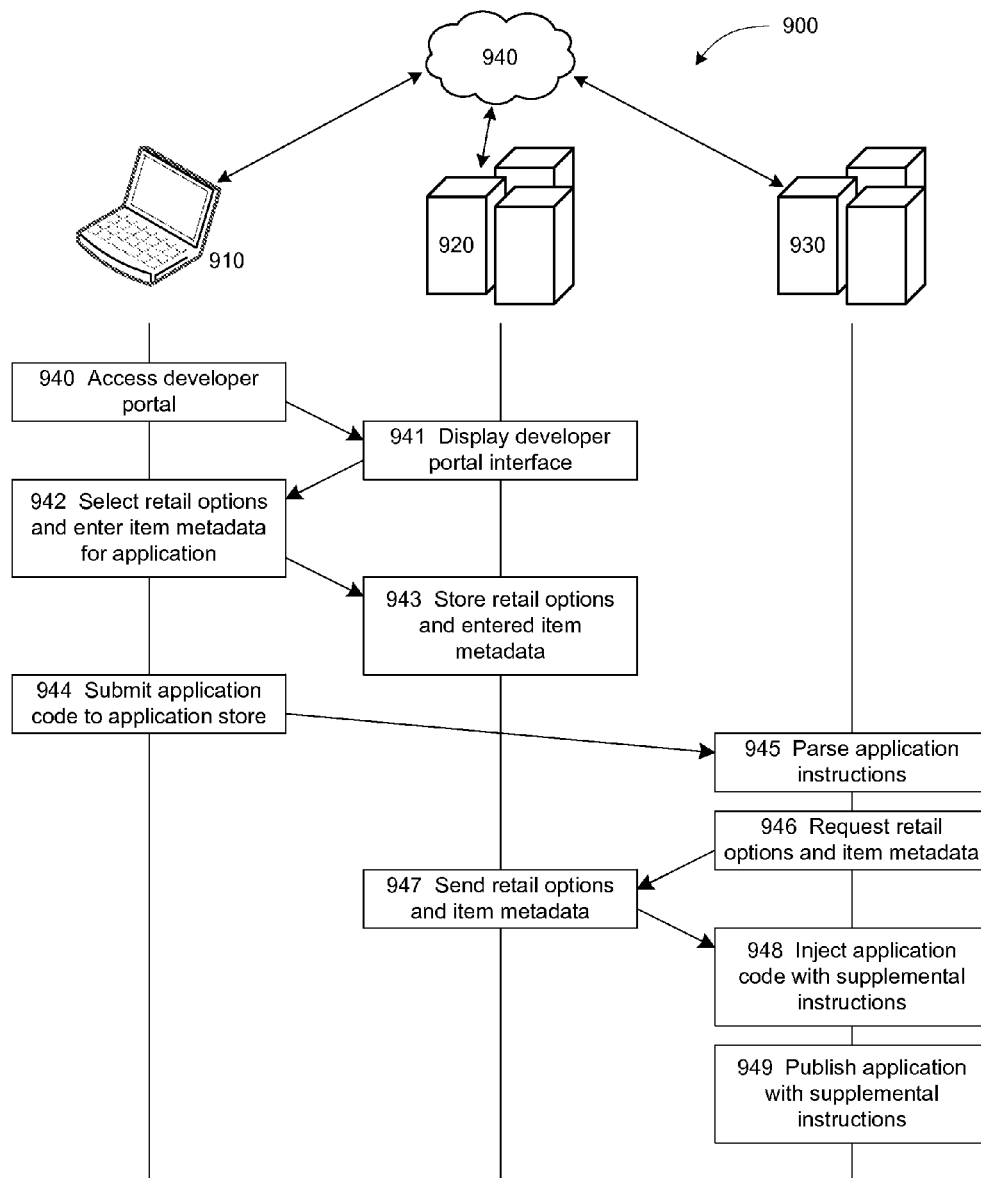 900
940
910
920
930
940 Access developer
portal
941 Display developer
portal interface
942 Select retail options
and enter item metadata
for application
943 Store retail options
and entered item
metadata
944 Submit application
code to application store
945 Parse application
instructions
946 Request retail
options and item metadata
947 Send retail options
and item metadata
948 Inject application
code with supplemental
instructions
949 Publish application
with supplemental
instructions